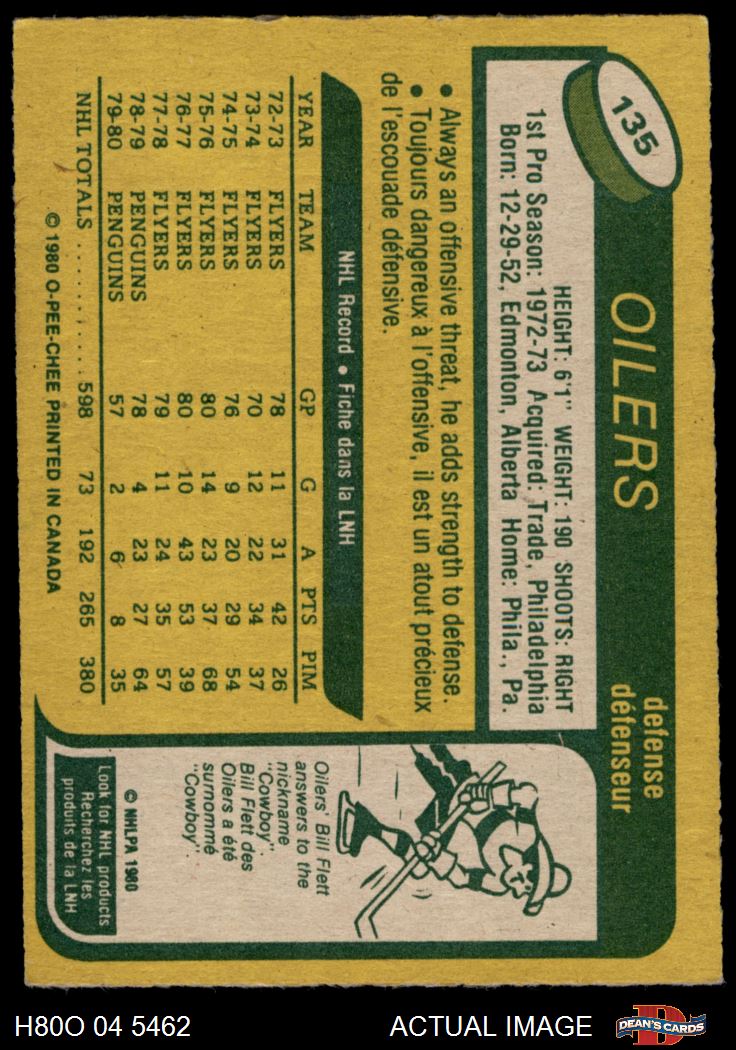 135
OILERS
defense
défenseur
HEIGHT: 6'1" WEIGHT: 190 SHOOTS: RIGHT
1st Pro Season: 1972-73 Acquired: Trade, Philadelphia
Born: 12-29-52, Edmonton, Alberta Home: Phila., Pa.
• Always an offensive threat, he adds strength to defense.
• Toujours dangereux à l'offensive, il est un atout précieux
de l'escouade défensive.
NHL Record • Fiche dans la LNH
YEAR TEAM GP G A PTS PIM
72-73 FLYERS 78 11 31 42 26
73-74 FLYERS 70 12 22 34 37
74-75 FLYERS 76 9 20 29 54
75-76 FLYERS 80 14 23 37 68
76-77 FLYERS 80 10 43 53 39
77-78 FLYERS 79 11 24 35 57
78-79 PENGUINS 78 4 23 27 64
79-80 PENGUINS 57 2 6 8 35
NHL TOTALS . . . . . . . . . . 598 73 192 265 380
© 1980 O-PEE-CHEE PRINTED IN CANADA
Oilers' Bill Flett
answers to the
nickname
"Cowboy".
Bill Flett des
Oilers a été
surnommé
"Cowboy"
© NHLPA 1980
Look for NHL products
Recherchez les
produits de la LNH
H80O 04 5462
ACTUAL IMAGE
D
DEAN'S CARDS